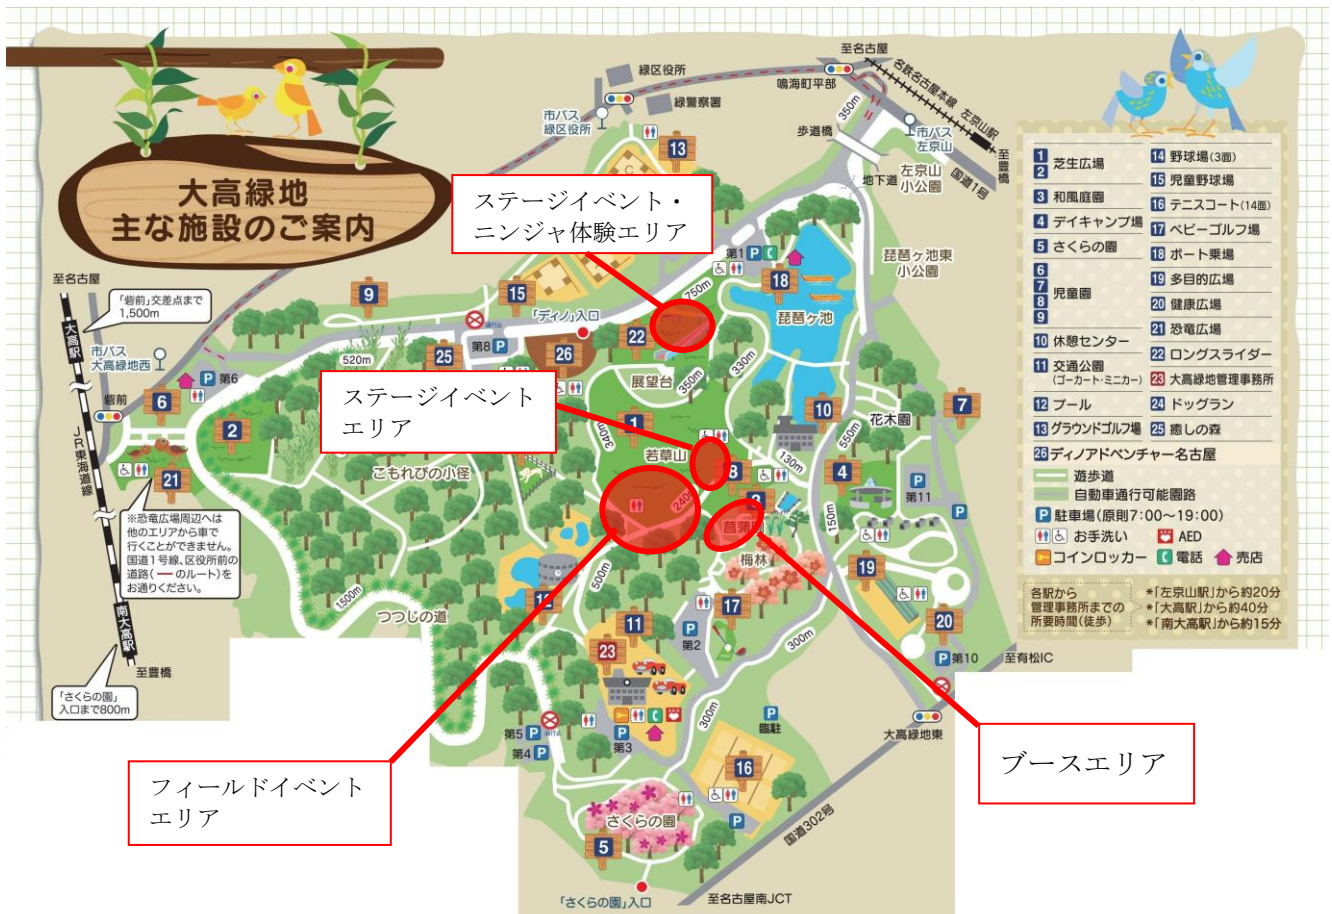 大高緑地
主な施設のご案内
至名古屋
「砦前」交差点まで
1,500m
大高駅
市バス
大高緑地西
砦前
JR東海道線
南大高駅
至豊橋
「さくらの園」
入口まで800m
※恐竜広場周辺へは
他のエリアから車で
行くことができません。
国道1号線、区役所前の
道路(━のルート)を
お通りください。
緑区役所
緑警察署
市バス
緑区役所
至名古屋
鳴海町平部
名鉄名古屋本線
左京山駅
至豊橋
350m
市バス
左京山
歩道橋
地下道
左京山
小公園
国道1号
琵琶ヶ池東
小公園
ステージイベント・
ニンジャ体験エリア
C
13
第1 P
18
琵琶ヶ池
750m
9
15
「ディノ」入口
22
第8 P
25
26
520m
展望台
350m
330m
ステージイベント
エリア
第6
P
6
2
21
1
340m
若草山
こもれびの小径
10
花木園
7
550m
130m
4
8
3
240m
菖蒲園
梅林
150m
第11
P
P
19
20
P 第10
至有松IC
大高緑地東
つつじの道
1500m
500m
12
11
23
17
第2
P
300m
300m
第5 P
第4 P
第3
P
P
臨駐
16
P
さくらの園
5
「さくらの園」入口
至名古屋南JCT
国道302号
フィールドイベント
エリア
ブースエリア
1
2 芝生広場
3 和風庭園
4 デイキャンプ場
5 さくらの園
6
7
8
9 児童園
10 休憩センター
11 交通公園
(ゴーカート・ミニカー)
12 プール
13 グラウンドゴルフ場
14 野球場(3面)
15 児童野球場
16 テニスコート(14面)
17 ベビーゴルフ場
18 ボート乗場
19 多目的広場
20 健康広場
21 恐竜広場
22 ロングスライダー
23 大高緑地管理事務所
24 ドッグラン
25 癒しの森
26 ディノアドベンチャー名古屋
遊歩道
自動車通行可能園路
P 駐車場(原則7:00〜19:00)
お手洗い AED
コインロッカー 電話 売店
各駅から
管理事務所までの
所要時間(徒歩)
*「左京山駅」から約20分
*「大高駅」から約40分
*「南大高駅」から約15分